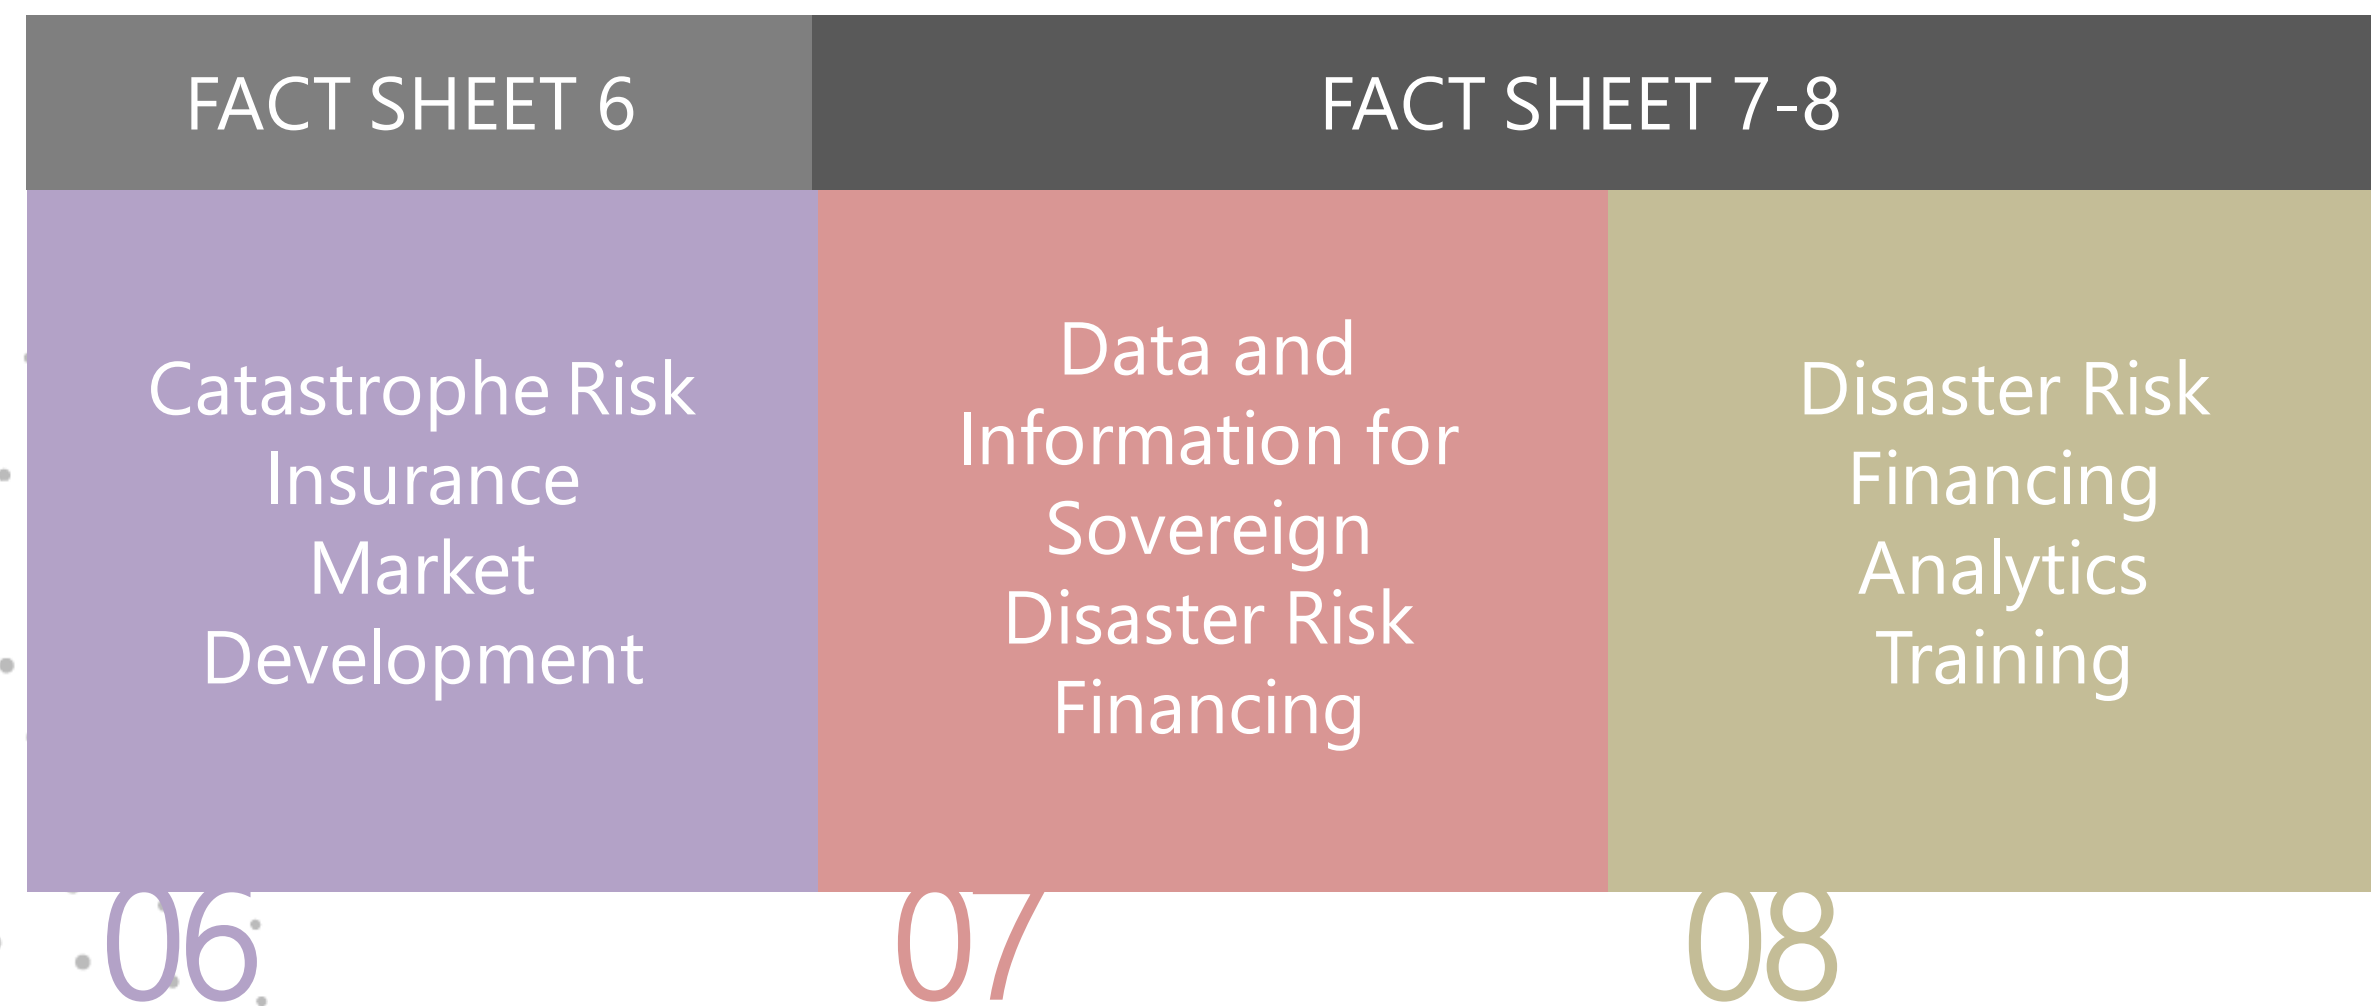 FACT SHEET 6
FACT SHEET 7-8
Catastrophe Risk
Insurance
Market
Development
Data and
Information for
Sovereign
Disaster Risk
Financing
Disaster Risk
Financing
Analytics
Training
06
07
08